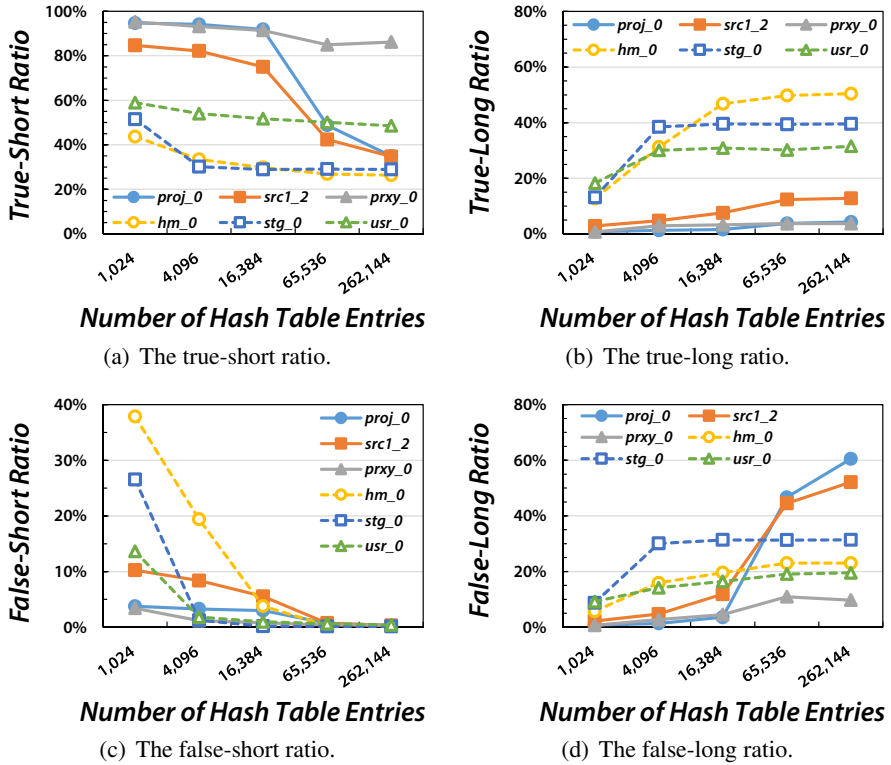 True-Short Ratio
100%
80%
60%
40%
20%
0%
proj_0 src1_2 prxy_0
hm_0 stg_0 usr_0
1,024 4,096 16,384 65,536 262,144
Number of Hash Table Entries
(a) The true-short ratio.
True-Long Ratio
80%
60%
40%
20%
0%
proj_0 src1_2 prxy_0
hm_0 stg_0 usr_0
1,024 4,096 16,384 65,536 262,144
Number of Hash Table Entries
(b) The true-long ratio.
False-Short Ratio
40%
30%
20%
10%
0%
proj_0
src1_2
prxy_0
hm_0
stg_0
usr_0
1,024 4,096 16,384 65,536 262,144
Number of Hash Table Entries
(c) The false-short ratio.
False-Long Ratio
80%
60%
40%
20%
0%
proj_0 src1_2
prxy_0 hm_0
stg_0 usr_0
1,024 4,096 16,384 65,536 262,144
Number of Hash Table Entries
(d) The false-long ratio.